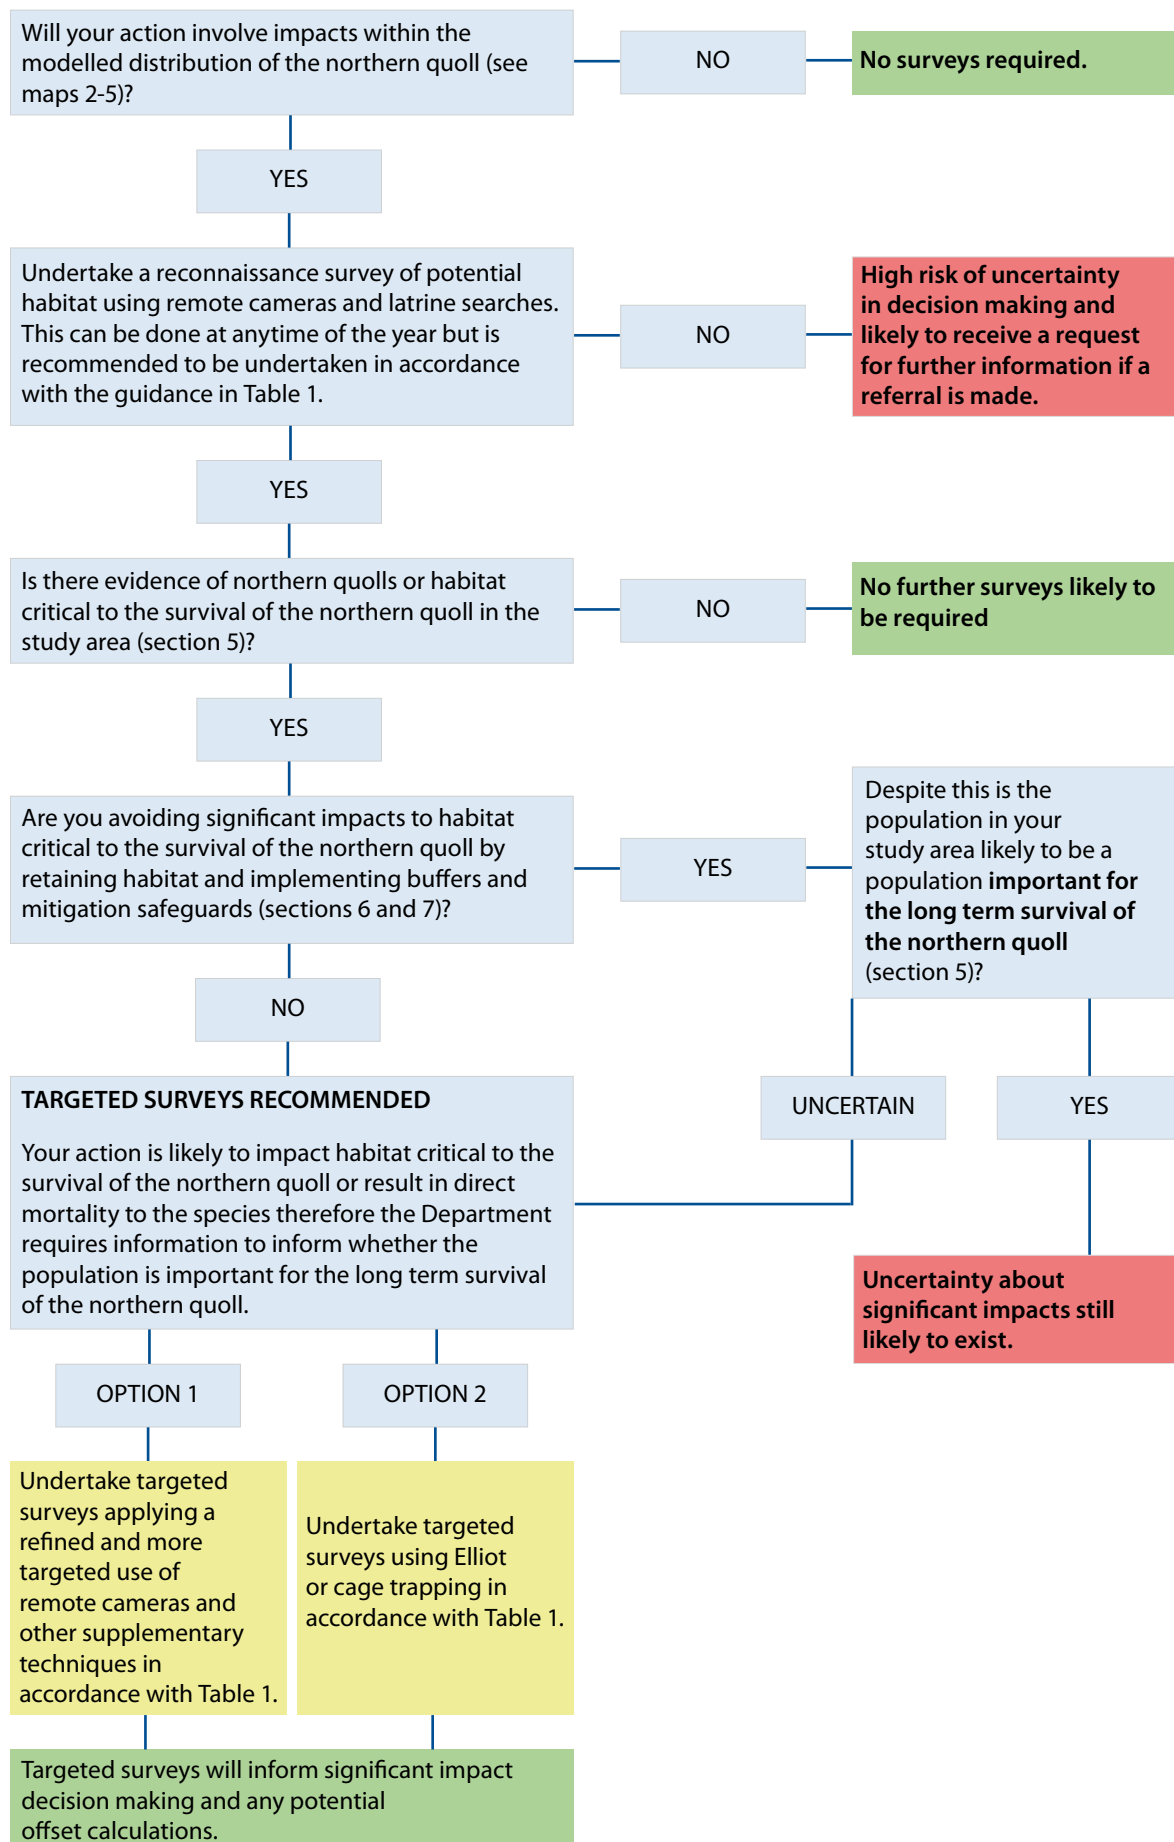 Will your action involve impacts within the
modelled distribution of the northern quoll (see
maps 2-5)?
NO
No surveys required.
YES
Undertake a reconnaissance survey of potential
habitat using remote cameras and latrine searches.
This can be done at anytime of the year but is
recommended to be undertaken in accordance
with the guidance in Table 1.
NO
High risk of uncertainty
in decision making and
likely to receive a request
for further information if a
referral is made.
YES
Is there evidence of northern quolls or habitat
critical to the survival of the northern quoll in the
study area (section 5)?
NO
No further surveys likely to
be required
YES
Are you avoiding significant impacts to habitat
critical to the survival of the northern quoll by
retaining habitat and implementing buffers and
mitigation safeguards (sections 6 and 7)?
YES
Despite this is the
population in your
study area likely to be a
population important for
the long term survival of
the northern quoll
(section 5)?
NO
UNCERTAIN
YES
TARGETED SURVEYS RECOMMENDED
Your action is likely to impact habitat critical to the
survival of the northern quoll or result in direct
mortality to the species therefore the Department
requires information to inform whether the
population is important for the long term survival
of the northern quoll.
Uncertainty about
significant impacts still
likely to exist.
OPTION 1
OPTION 2
Undertake targeted
surveys applying a
refined and more
targeted use of
remote cameras and
other supplementary
techniques in
accordance with Table 1.
Undertake targeted
surveys using Elliot
or cage trapping in
accordance with Table 1.
Targeted surveys will inform significant impact
decision making and any potential
offset calculations.